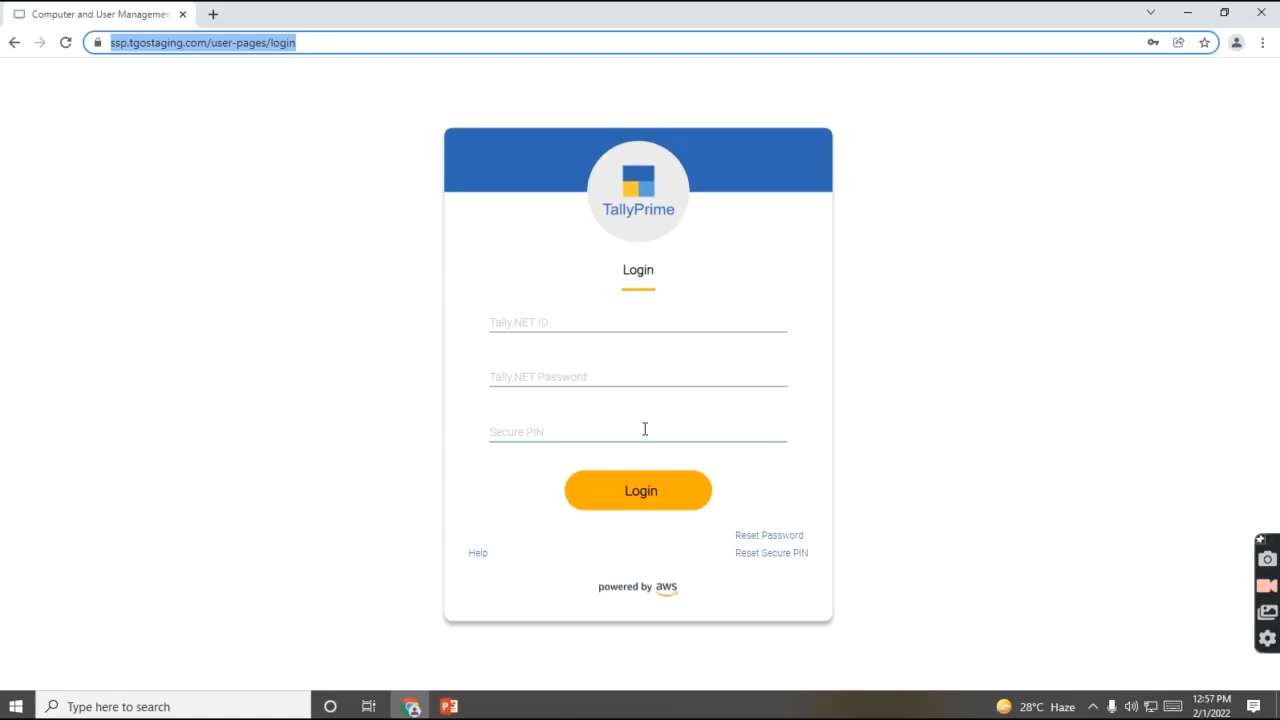 Computer and User Managemen
ssp.tgostaging.com/user-pages/login
TallyPrime
Login
Tally.NET ID
Tally.NET Password
Secure PIN
Login
Reset Password
Help
Reset Secure PIN
powered by aws
Type here to search
28°C Haze
12:57 PM
2/1/2022